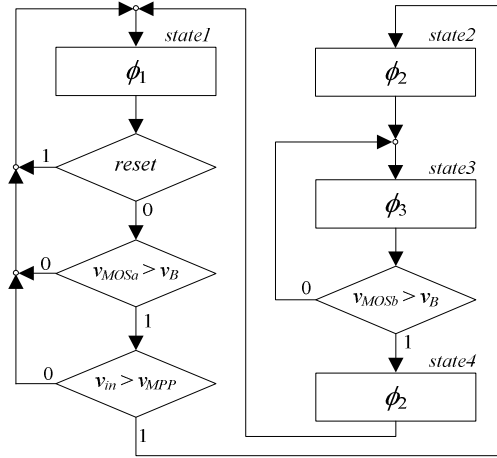 state1
ϕ1
reset
1
0
vMOSa > vB
0
1
vin > vMPP
0
1
state2
ϕ2
state3
ϕ3
vMOSb > vB
0
1
state4
ϕ2